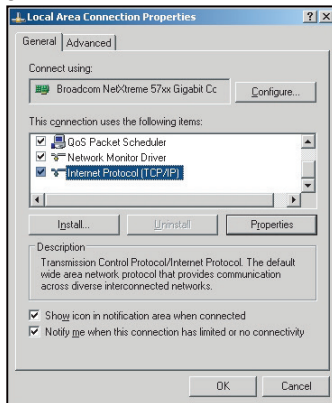 Local Area Connection Properties
General Advanced
Connect using:
Broadcom NetXtreme 57xx Gigabit Cc
Configure...
This connection uses the following items:
QoS Packet Scheduler
Network Monitor Driver
Internet Protocol (TCP/IP)
Install... Uninstall Properties
Description
Transmission Control Protocol/Internet Protocol. The default
wide area network protocol that provides communication
across diverse interconnected networks.
Show icon in notification area when connected
Notify me when this connection has limited or no connectivity
OK Cancel